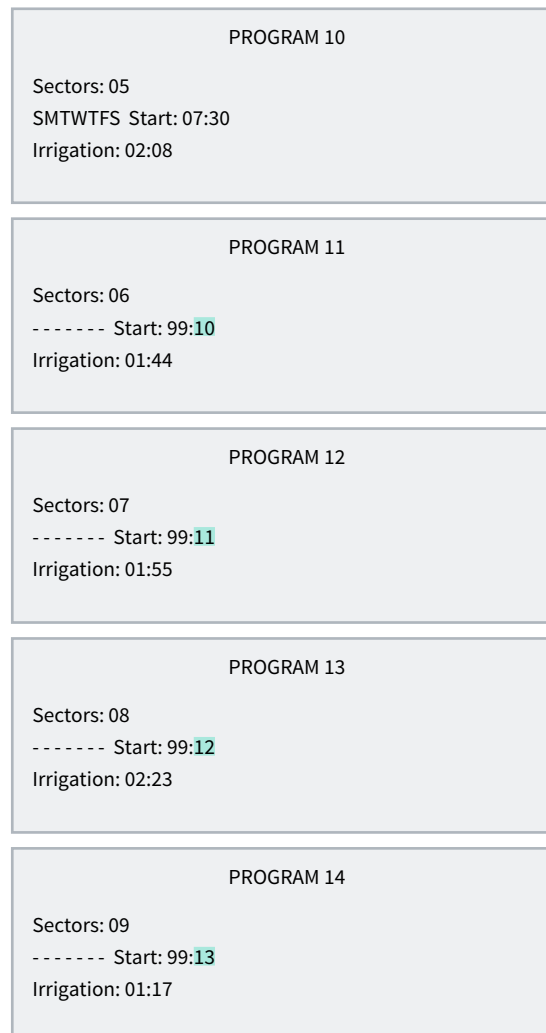 PROGRAM 10
Sectors: 05
SMTWTFS Start: 07:30
Irrigation: 02:08
PROGRAM 11
Sectors: 06
- - - - - - - Start: 99:10
Irrigation: 01:44
PROGRAM 12
Sectors: 07
- - - - - - - Start: 99:11
Irrigation: 01:55
PROGRAM 13
Sectors: 08
- - - - - - - Start: 99:12
Irrigation: 02:23
PROGRAM 14
Sectors: 09
- - - - - - - Start: 99:13
Irrigation: 01:17